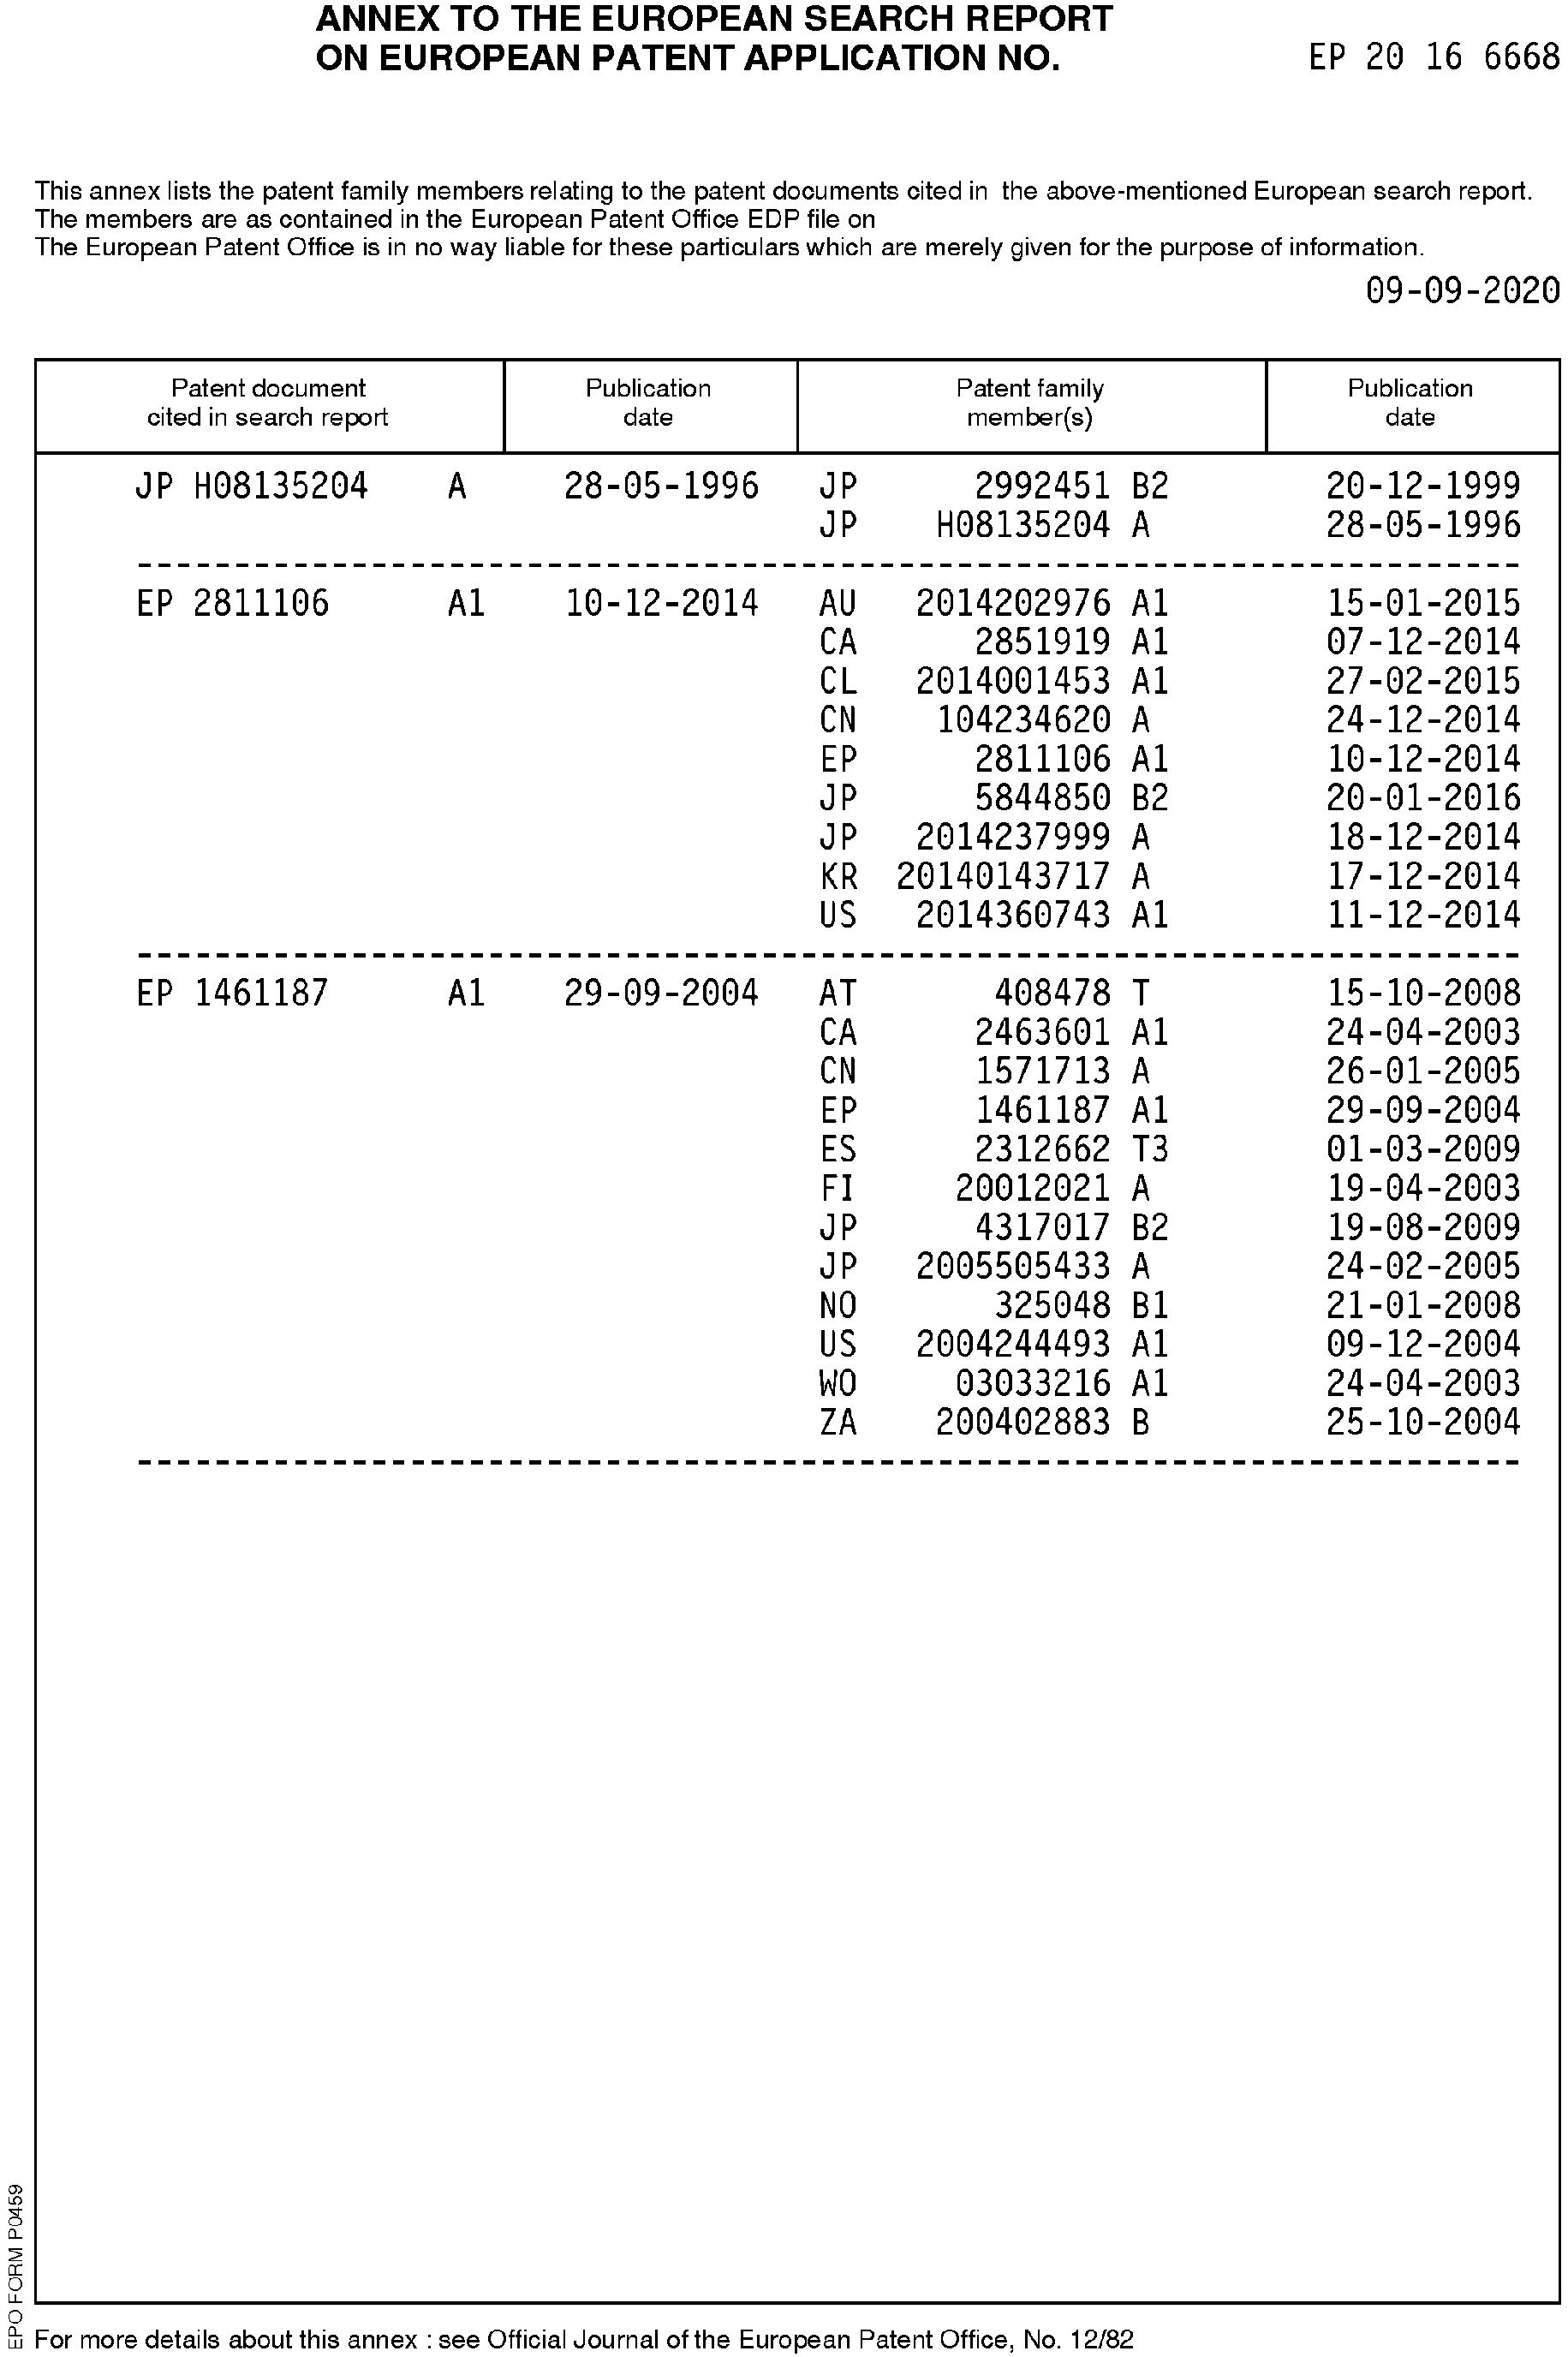 ANNEX TO THE EUROPEAN SEARCH REPORT
ON EUROPEAN PATENT APPLICATION NO. EP 20 16 6668
This annex lists the patent family members relating to the patent documents cited in the above-mentioned European search report.
The members are as contained in the European Patent Office EDP file on
The European Patent Office is in no way liable for these particulars which are merely given for the purpose of information.
09-09-2020
Patent document cited in search report Publication date Patent family member(s) Publication date
JP H08135204 A 28-05-1996 JP 2992451 B2 20-12-1999
JP H08135204 A 28-05-1996
EP 2811106 A1 10-12-2014 AU 2014202976 A1 15-01-2015
CA 2851919 A1 07-12-2014
CL 2014001453 A1 27-02-2015
CN 104234620 A 24-12-2014
EP 2811106 A1 10-12-2014
JP 5844850 B2 20-01-2016
JP 2014237999 A 18-12-2014
KR 20140143717 A 17-12-2014
US 2014360743 A1 11-12-2014
EP 1461187 A1 29-09-2004 AT 408478 T 15-10-2008
CA 2463601 A1 24-04-2003
CN 1571713 A 26-01-2005
EP 1461187 A1 29-09-2004
ES 2312662 T3 01-03-2009
FI 20012021 A 19-04-2003
JP 4317017 B2 19-08-2009
JP 2005505433 A 24-02-2005
NO 325048 B1 21-01-2008
US 2004244493 A1 09-12-2004
WO 03033216 A1 24-04-2003
ZA 200402883 B 25-10-2004
EPO FORM P0459
For more details about this annex : see Official Journal of the European Patent Office, No. 12/82